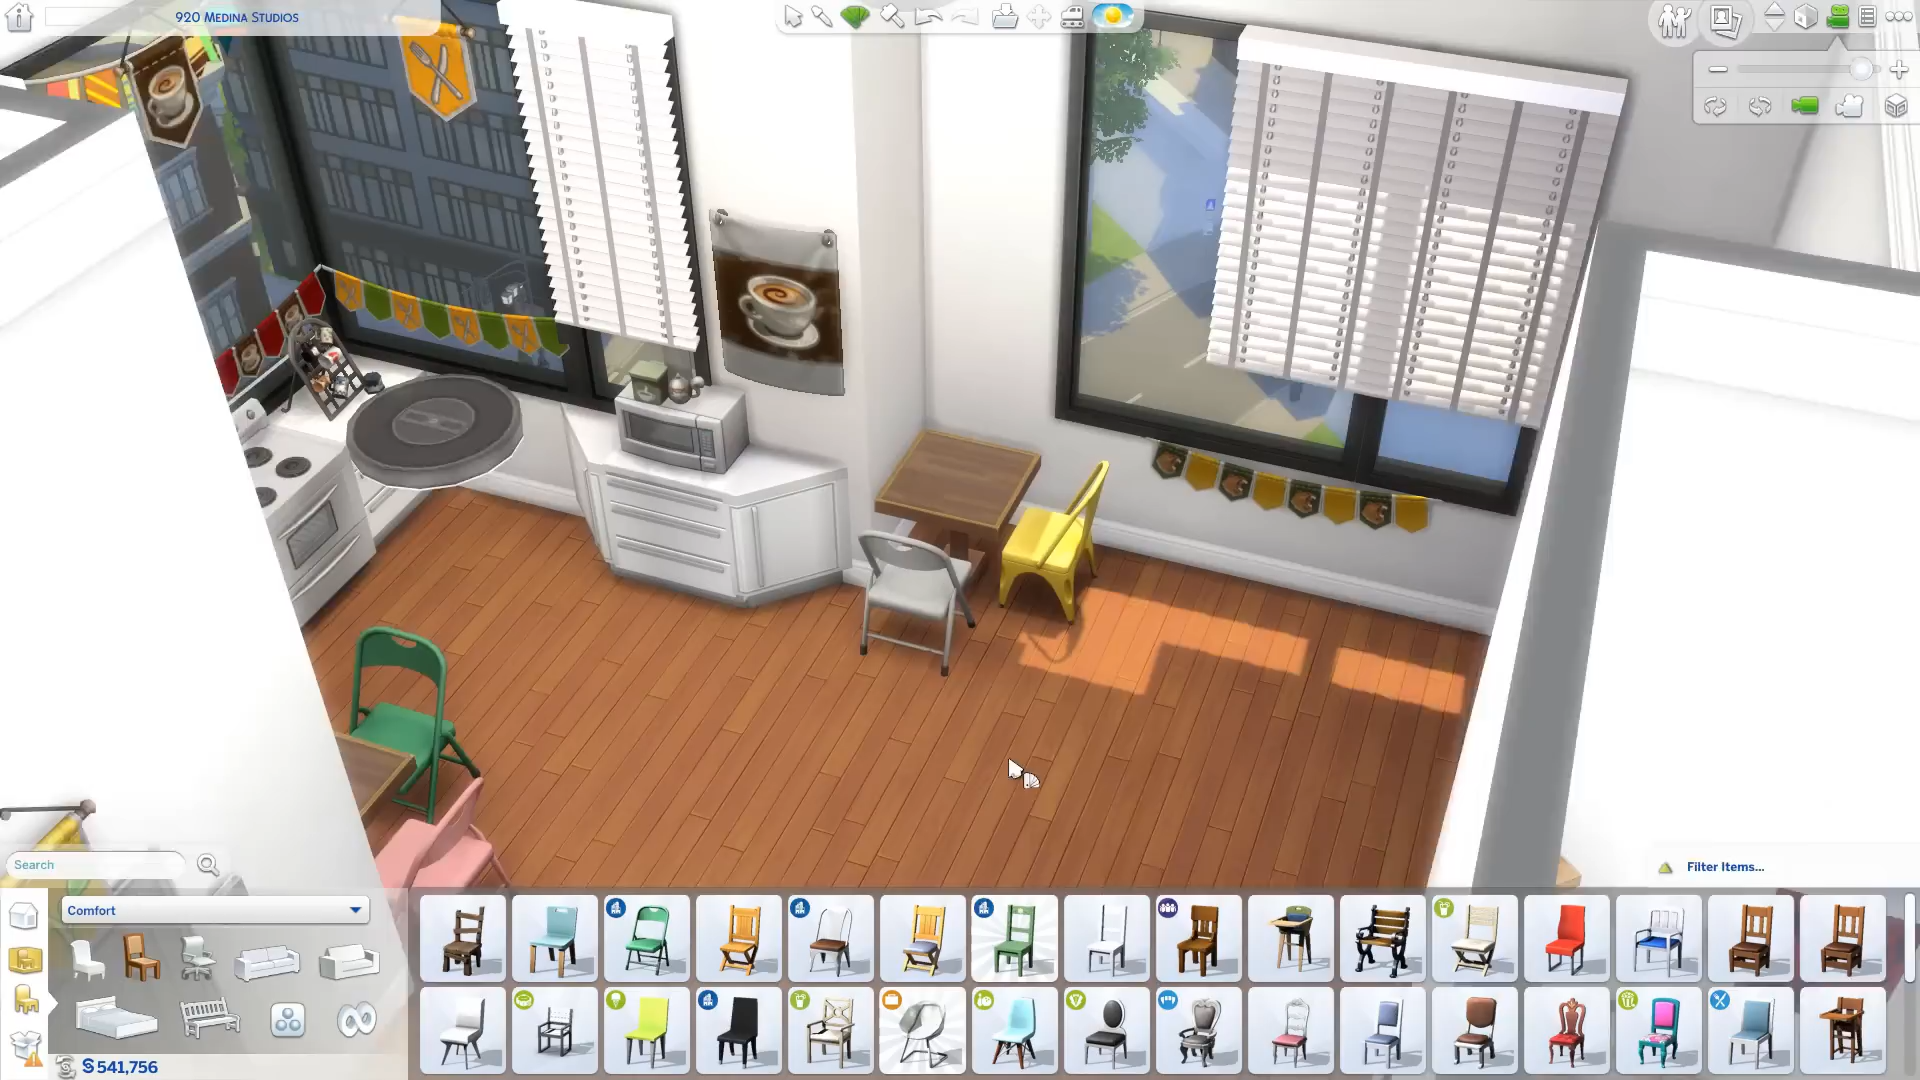 920 Medina Studios
Search
Filter Items...
Comfort
§541,756